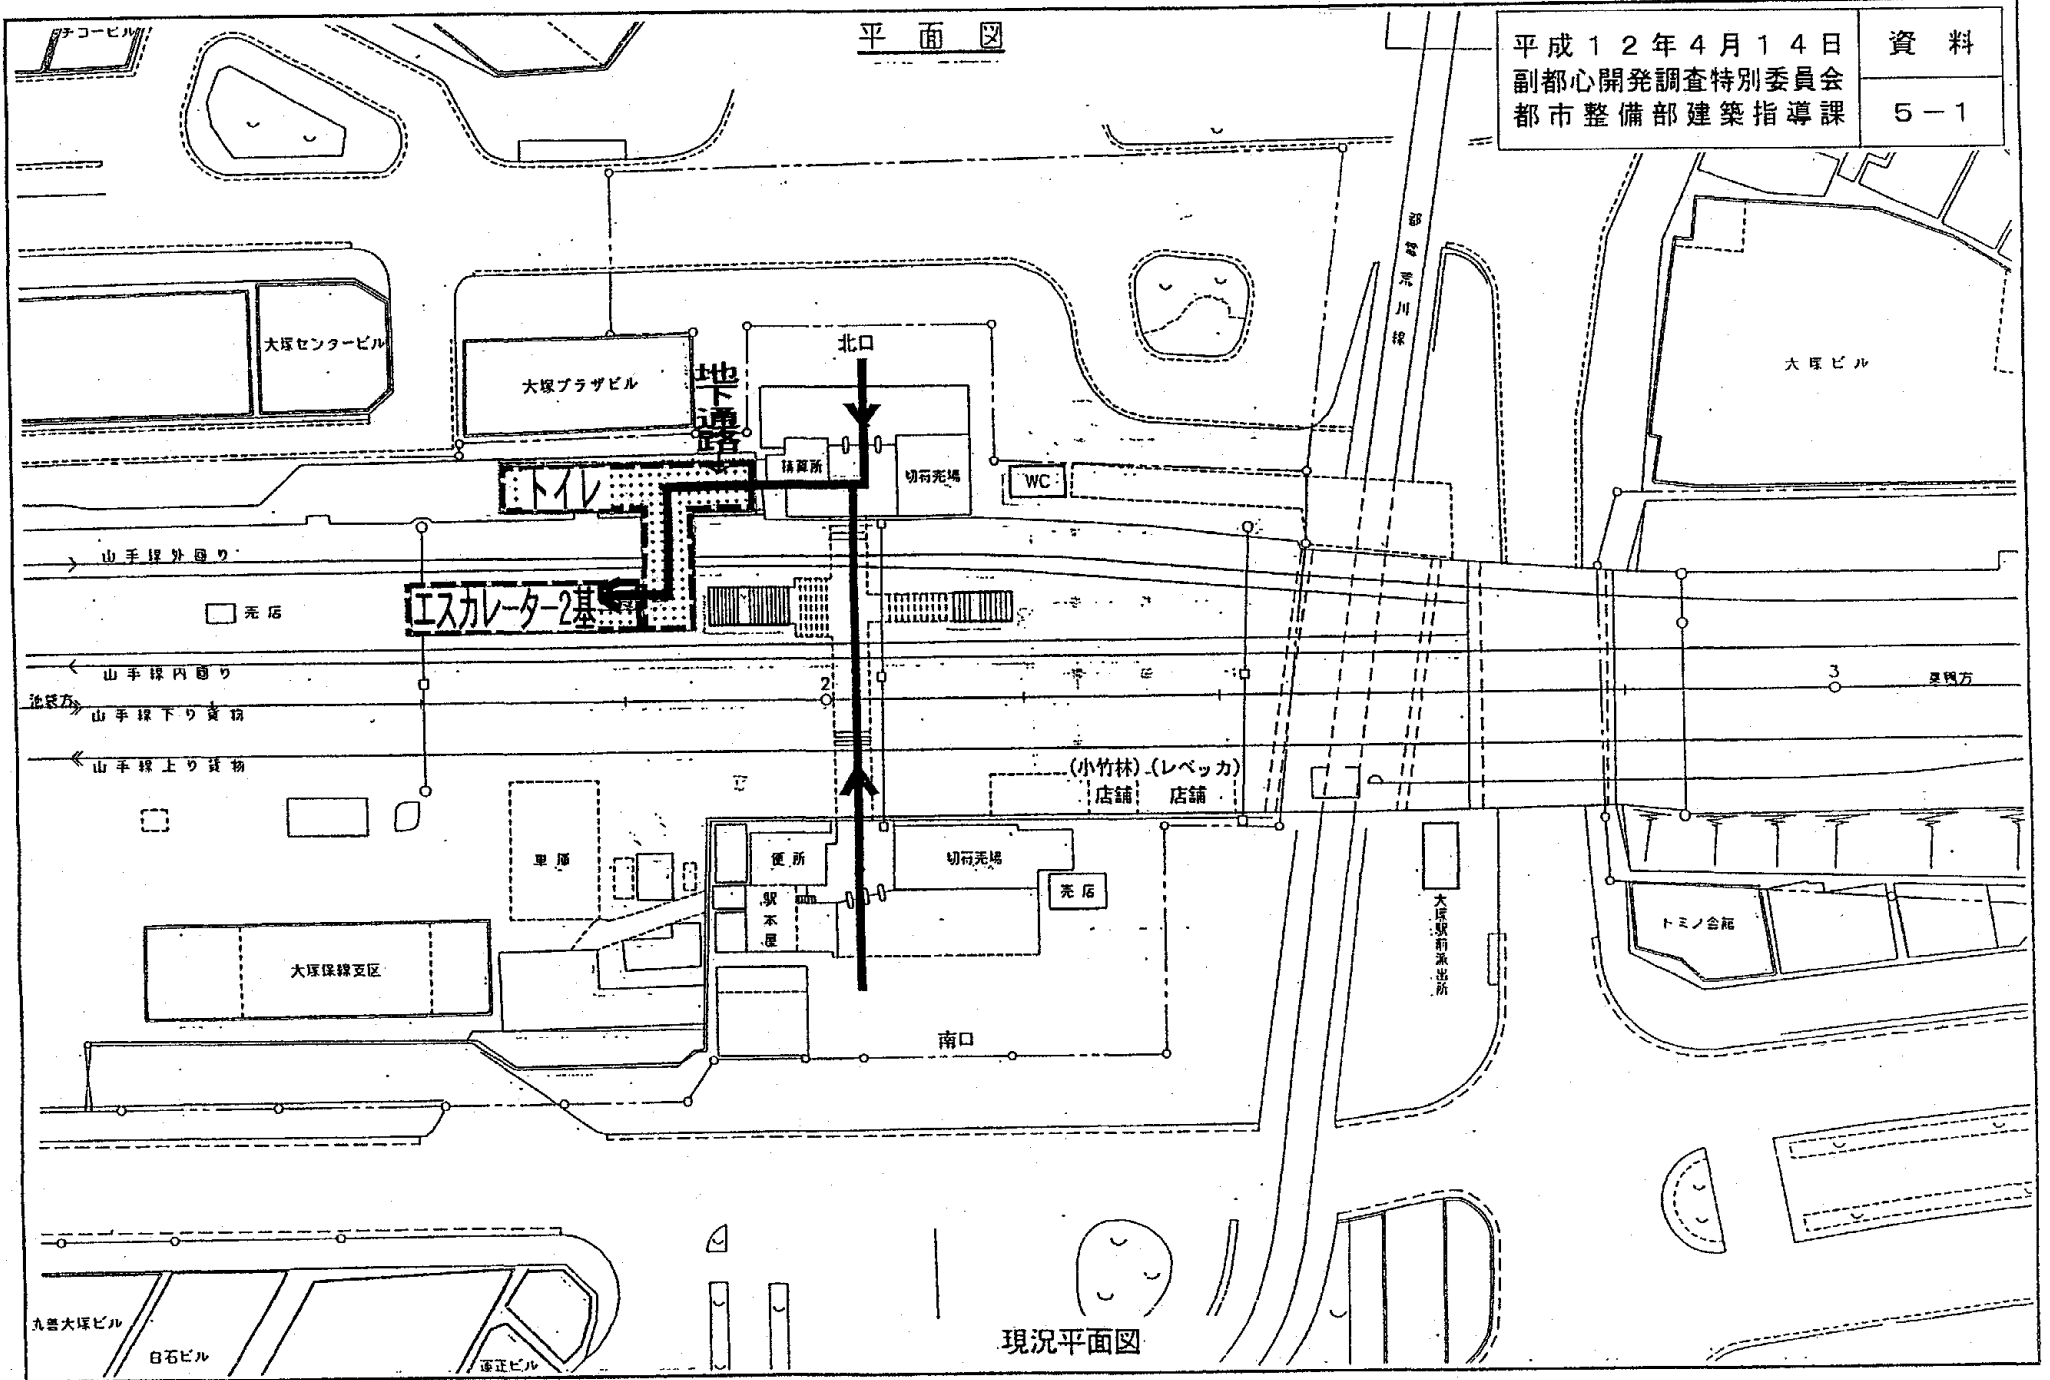 平面図
平成12年4月14日
副都心開発調査特別委員会
都市整備部建築指導課
資料
5-1
チコービル
都電荒川線
北口
大塚センタービル
大塚プラザビル
地下通路
大塚ビル
精算所
切符売場
WC
トイレ
山手線外回り
エスカレーター2基
売店
山手線内回り
池袋方
2
3
巣鴨方
山手線下り貨物
山手線上り貨物
(小竹林)
店舗
(レベッカ)
店舗
車庫
便所
切符売場
売店
駅本屋
大塚駅前派出所
トミノ会館
大塚保線支区
南口
丸善大塚ビル
白石ビル
現況平面図